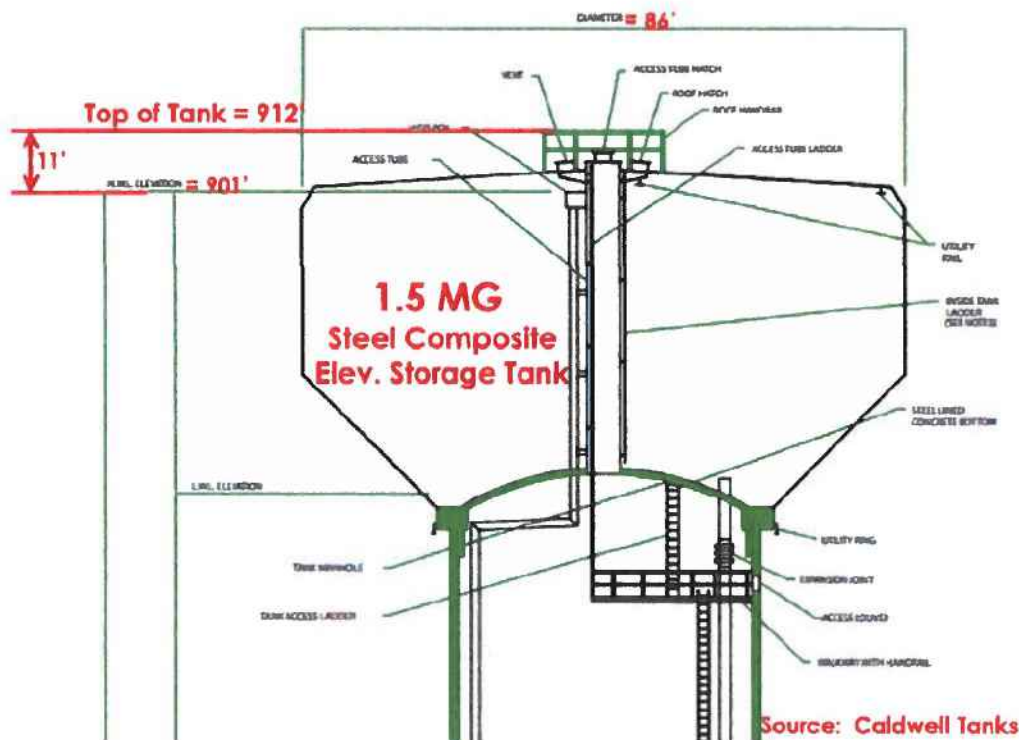 DIAMETER = 86'
ACCESS TUBE HATCH
VENT
ROOF HATCH
ROOF HANDRAIL
Top of Tank = 912'
ACCESS TUBE
ACCESS TUBE LADDER
11'
H.W.L. ELEVATION = 901'
UTILITY
RAIL
1.5 MG
Steel Composite
Elev. Storage Tank
INSIDE TANK
LADDER
(SEE NOTES)
STEEL LINED
CONCRETE BOTTOM
L.W.L. ELEVATION
UTILITY RING
TANK MANHOLE
EXPANSION JOINT
TANK ACCESS LADDER
ACCESS LOUVER
WALKWAY WITH HANDRAIL
Source: Caldwell Tanks